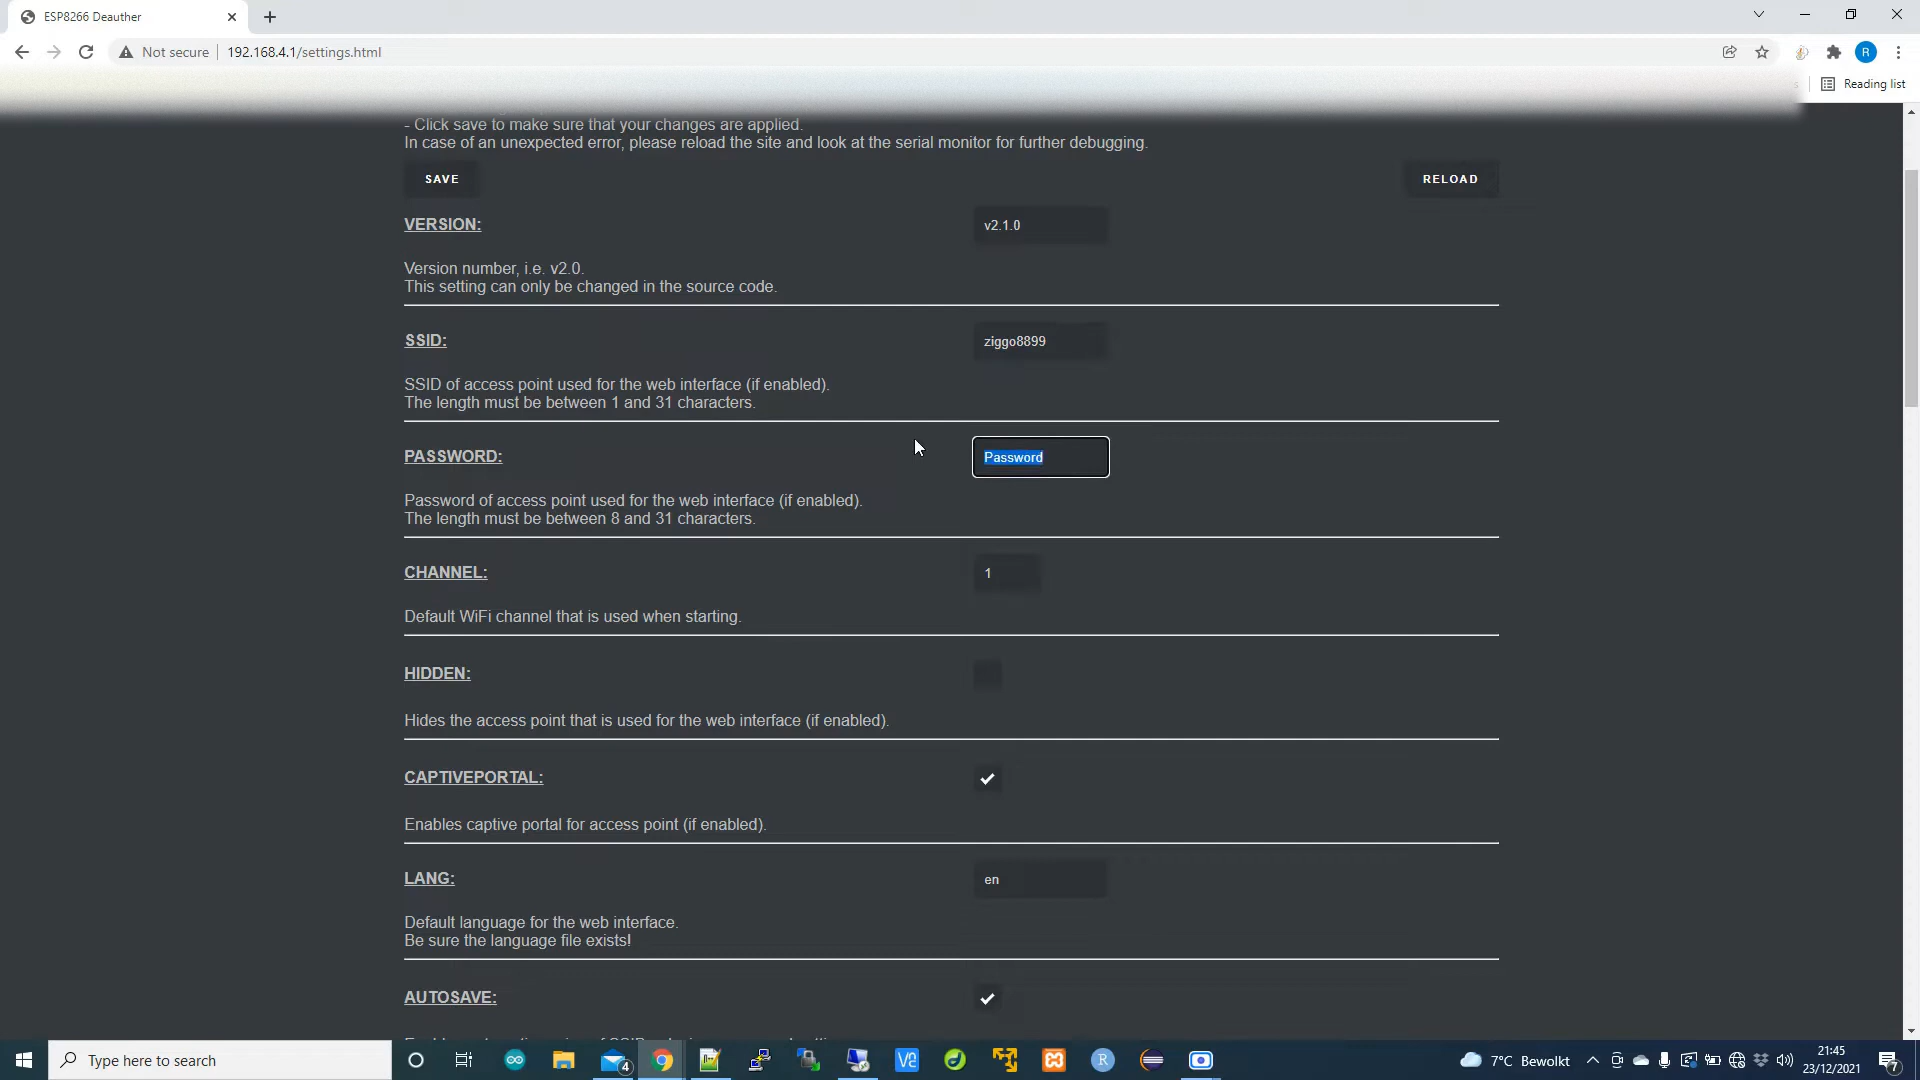 ESP8266 Deauther
Not secure
192.168.4.1/settings.html
R
Reading list
- Click save to make sure that your changes are applied.
In case of an unexpected error, please reload the site and look at the serial monitor for further debugging.
SAVE
RELOAD
VERSION:
v2.1.0
Version number, i.e. v2.0.
This setting can only be changed in the source code.
SSID:
ziggo8899
SSID of access point used for the web interface (if enabled).
The length must be between 1 and 31 characters.
PASSWORD:
Password
Password of access point used for the web interface (if enabled).
The length must be between 8 and 31 characters.
CHANNEL:
1
Default WiFi channel that is used when starting.
HIDDEN:
Hides the access point that is used for the web interface (if enabled).
CAPTIVEPORTAL:
Enables captive portal for access point (if enabled).
LANG:
en
Default language for the web interface.
Be sure the language file exists!
AUTOSAVE:
Type here to search
4
VE
R
7°C Bewolkt
21:45
23/12/2021
7